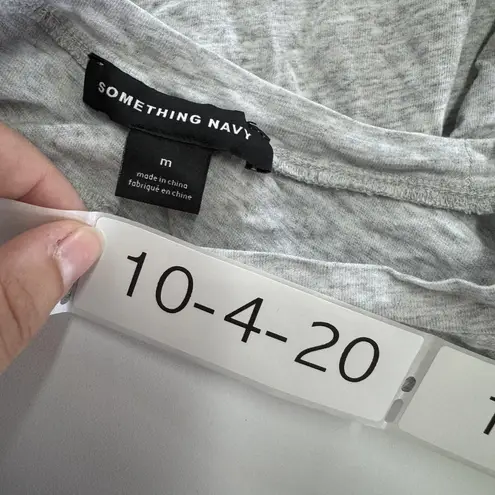 SOMETHING NAVY
m
made in china
fabriqué en chine
10-4-20